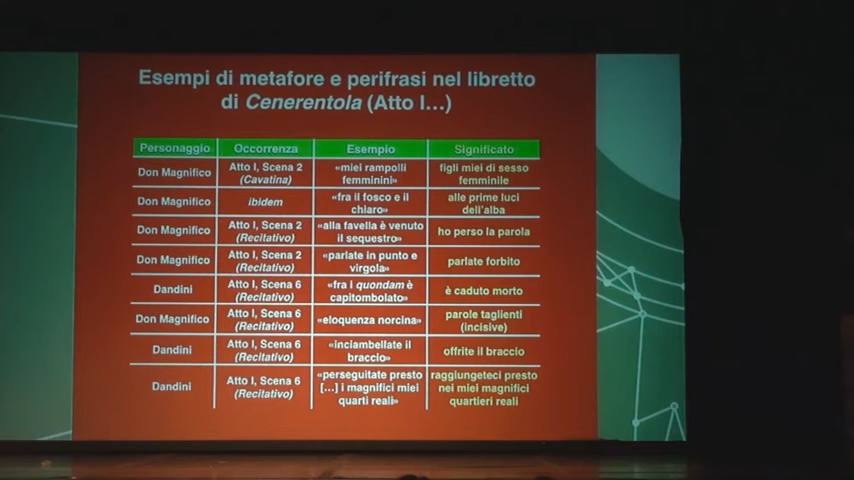 Esempi di metafore e perifrasi nel libretto
di Cenerentola (Atto I...)
Personaggio Occorrenza Esempio Significato
Don Magnifico Atto I, Scena 2 (Cavatina) «miei rampolli femminini» figli miei di sesso femminile
Don Magnifico ibidem «fra il fosco e il chiaro» alle prime luci dell'alba
Don Magnifico Atto I, Scena 2 (Recitativo) «alla favella è venuto il sequestro» ho perso la parola
Don Magnifico Atto I, Scena 2 (Recitativo) «parlate in punto e virgola» parlate forbito
Dandini Atto I, Scena 6 (Recitativo) «fra i quondam è capitombolato» è caduto morto
Don Magnifico Atto I, Scena 6 (Recitativo) «eloquenza norcina» parole taglienti (incisive)
Dandini Atto I, Scena 6 (Recitativo) «inciambellate il braccio» offrite il braccio
Dandini Atto I, Scena 6 (Recitativo) «perseguitate presto [...] i magnifici miei quarti reali» raggiungeteci presto nei miei magnifici quartieri reali